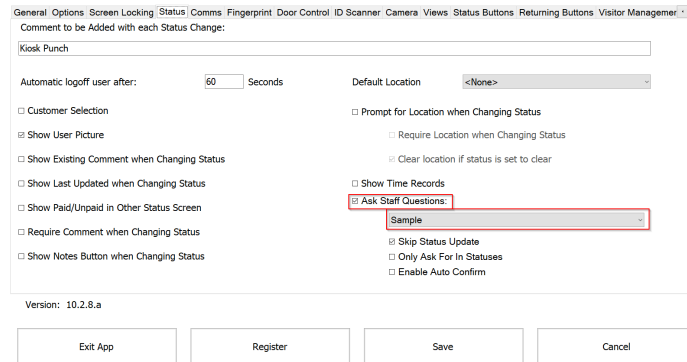 General Options Screen Locking Status Comms Fingerprint Door Control ID Scanner Camera Views Status Buttons Returning Buttons Visitor Managemer
Comment to be Added with each Status Change:
Kiosk Punch
Automatic logoff user after: 60 Seconds
Default Location <None>
Customer Selection
Prompt for Location when Changing Status
Show User Picture
Require Location when Changing Status
Show Existing Comment when Changing Status
Clear location if status is set to clear
Show Last Updated when Changing Status
Show Time Records
Show Paid/Unpaid in Other Status Screen
Ask Staff Questions:
Sample
Require Comment when Changing Status
Skip Status Update
Show Notes Button when Changing Status
Only Ask For In Statuses
Enable Auto Confirm
Version: 10.2.8.a
Exit App Register Save Cancel